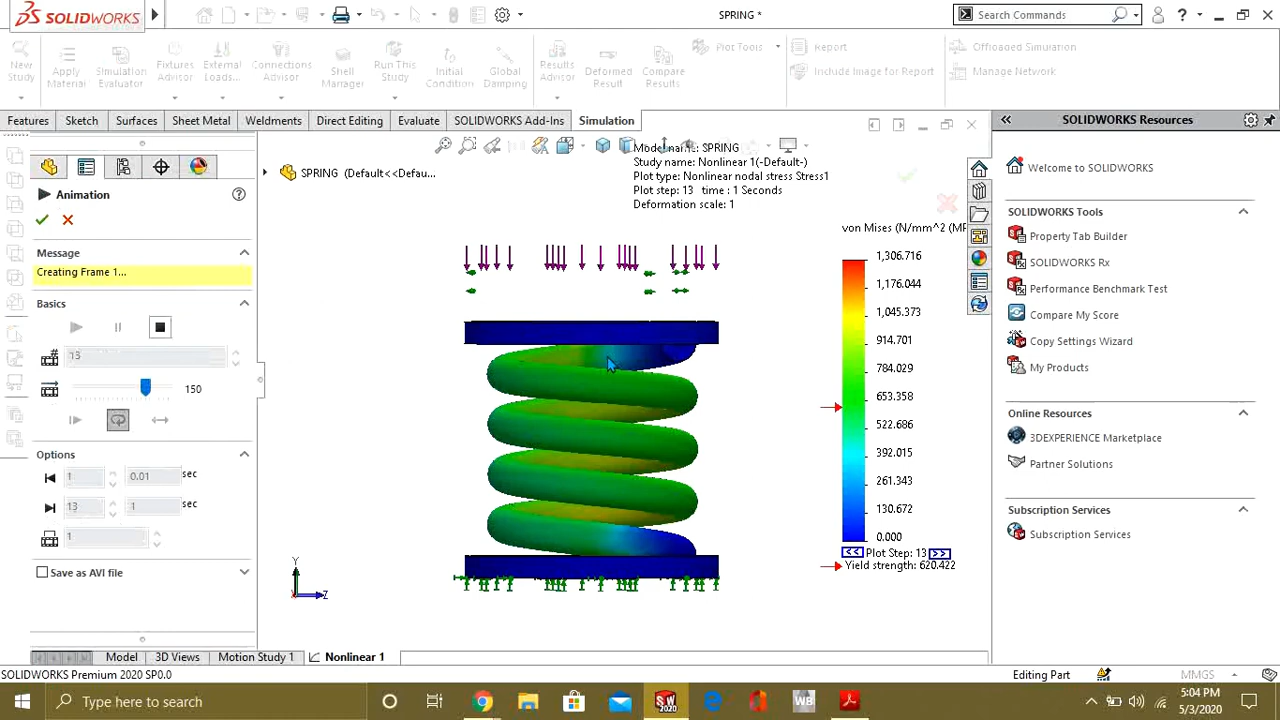 SOLIDWORKS
SPRING *
Search Commands
New Study
Apply Material
Simulation Evaluator
Fixtures Advisor
External Loads...
Connections Advisor
Shell Manager
Run This Study
Initial Condition
Global Damping
Results Advisor
Deformed Result
Compare Results
Plot Tools
Report
Include Image for Report
Offloaded Simulation
Manage Network
Features
Sketch
Surfaces
Sheet Metal
Weldments
Direct Editing
Evaluate
SOLIDWORKS Add-Ins
Simulation
SOLIDWORKS Resources
Animation
Message
Creating Frame 1...
Basics
13
150
Options
1 0.01 sec
13 1 sec
1
Save as AVI file
SPRING (Default<<Defau...
Model name: SPRING
Study name: Nonlinear 1(-Default-)
Plot type: Nonlinear nodal stress Stress1
Plot step: 13 time : 1 Seconds
Deformation scale: 1
von Mises (N/mm^2 (MP
1,306.716
1,176.044
1,045.373
914.701
784.029
653.358
522.686
392.015
261.343
130.672
0.000
<< Plot Step: 13 >>
Yield strength: 620.422
Y
Z
Welcome to SOLIDWORKS
SOLIDWORKS Tools
Property Tab Builder
SOLIDWORKS Rx
Performance Benchmark Test
Compare My Score
Copy Settings Wizard
My Products
Online Resources
3DEXPERIENCE Marketplace
Partner Solutions
Subscription Services
Subscription Services
Model
3D Views
Motion Study 1
Nonlinear 1
SOLIDWORKS Premium 2020 SP0.0
Editing Part
MMGS
Type here to search
SW 2020
WB
5:04 PM
5/3/2020